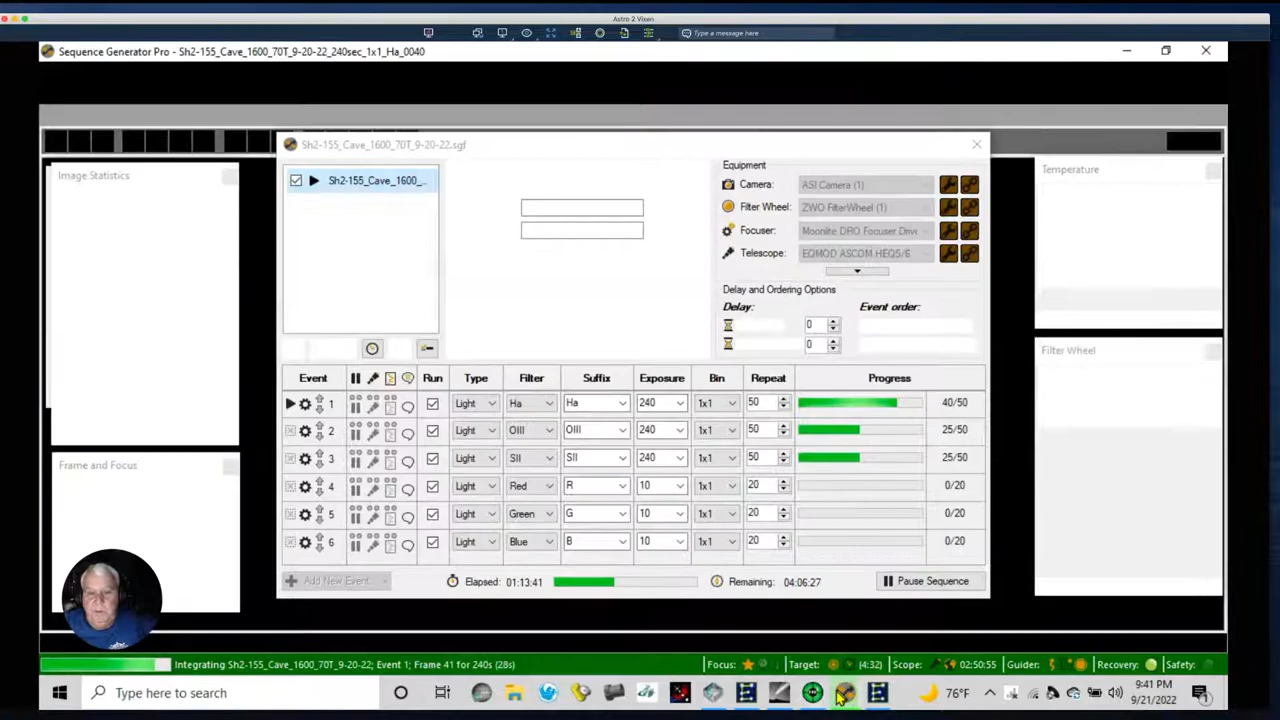 Astro 2 Vixen
Type a message here
Sequence Generator Pro - Sh2-155_Cave_1600_70T_9-20-22_240sec_1x1_Ha_0040
Sh2-155_Cave_1600_70T_9-20-22.sgf
Image Statistics
Sh2-155_Cave_1600_...
Equipment
Camera: ASI Camera (1)
Filter Wheel: ZWO FilterWheel (1)
Focuser: Moonlite DRO Focuser Drive
Telescope: EQMOD ASCOM HEQ5/6
Delay and Ordering Options
Delay: Event order:
0
0
Temperature
Filter Wheel
Event Run Type Filter Suffix Exposure Bin Repeat Progress
1 Light Ha Ha 240 1x1 50 40/50
2 Light OIII OIII 240 1x1 50 25/50
3 Light SII SII 240 1x1 50 25/50
4 Light Red R 10 1x1 20 0/20
5 Light Green G 10 1x1 20 0/20
6 Light Blue B 10 1x1 20 0/20
Frame and Focus
Add New Event Elapsed: 01:13:41 Remaining: 04:06:27 Pause Sequence
Integrating Sh2-155_Cave_1600_70T_9-20-22; Event 1; Frame 41 for 240s (28s) Focus: Target: (4:32) Scope: 02:50:55 Guider: Recovery: Safety:
Type here to search 76°F 9:41 PM
9/21/2022 1